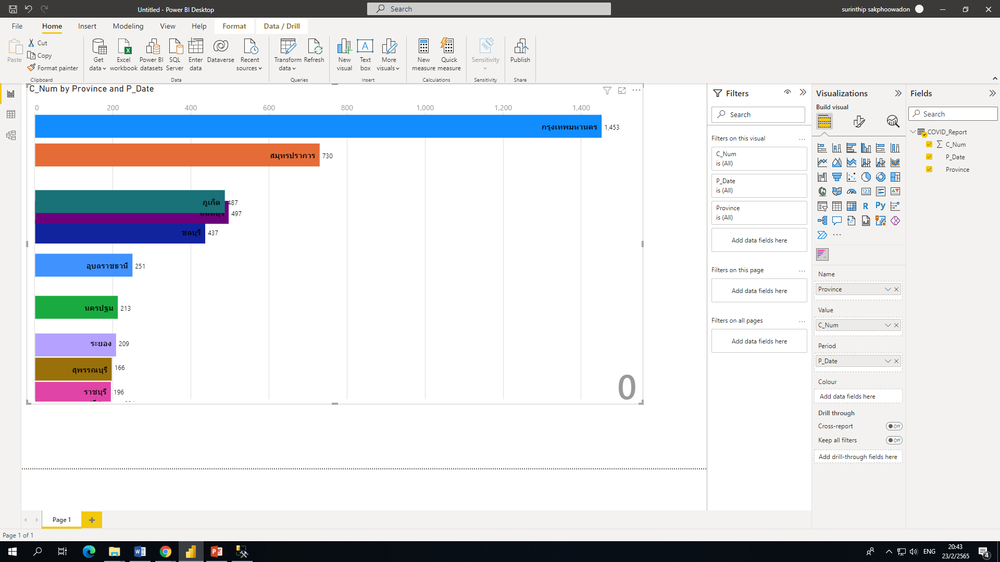 Untitled - Power BI Desktop
Search
surinthip sakphoowadon
File
Home
Insert
Modeling
View
Help
Format
Data / Drill
Paste
Cut
Copy
Format painter
Clipboard
Get data
Excel workbook
Power BI datasets
SQL Server
Enter data
Dataverse
Recent sources
Data
Transform data
Refresh
Queries
New visual
Text box
More visuals
Insert
New measure
Quick measure
Calculations
Sensitivity
Sensitivity
Publish
Share
C_Num by Province and P_Date
0 200 400 600 800 1,000 1,200 1,400
กรุงเทพมหานคร 1,453
สมุทรปราการ 730
ภูเก็ต 487
497
ชลบุรี 437
อุบลราชธานี 251
นครปฐม 213
ระยอง 209
สุพรรณบุรี 166
ราชบุรี 196
0
Filters
Search
Filters on this visual
C_Num
is (All)
P_Date
is (All)
Province
is (All)
Add data fields here
Filters on this page
Add data fields here
Filters on all pages
Add data fields here
Visualizations
Build visual
R Py
123
Name
Province
Value
C_Num
Period
P_Date
Colour
Add data fields here
Drill through
Cross-report
Off
Keep all filters
Off
Add drill-through fields here
Fields
Search
COVID_Report
C_Num
P_Date
Province
Page 1
Page 1 of 1
ENG
20:43
23/2/2565
4